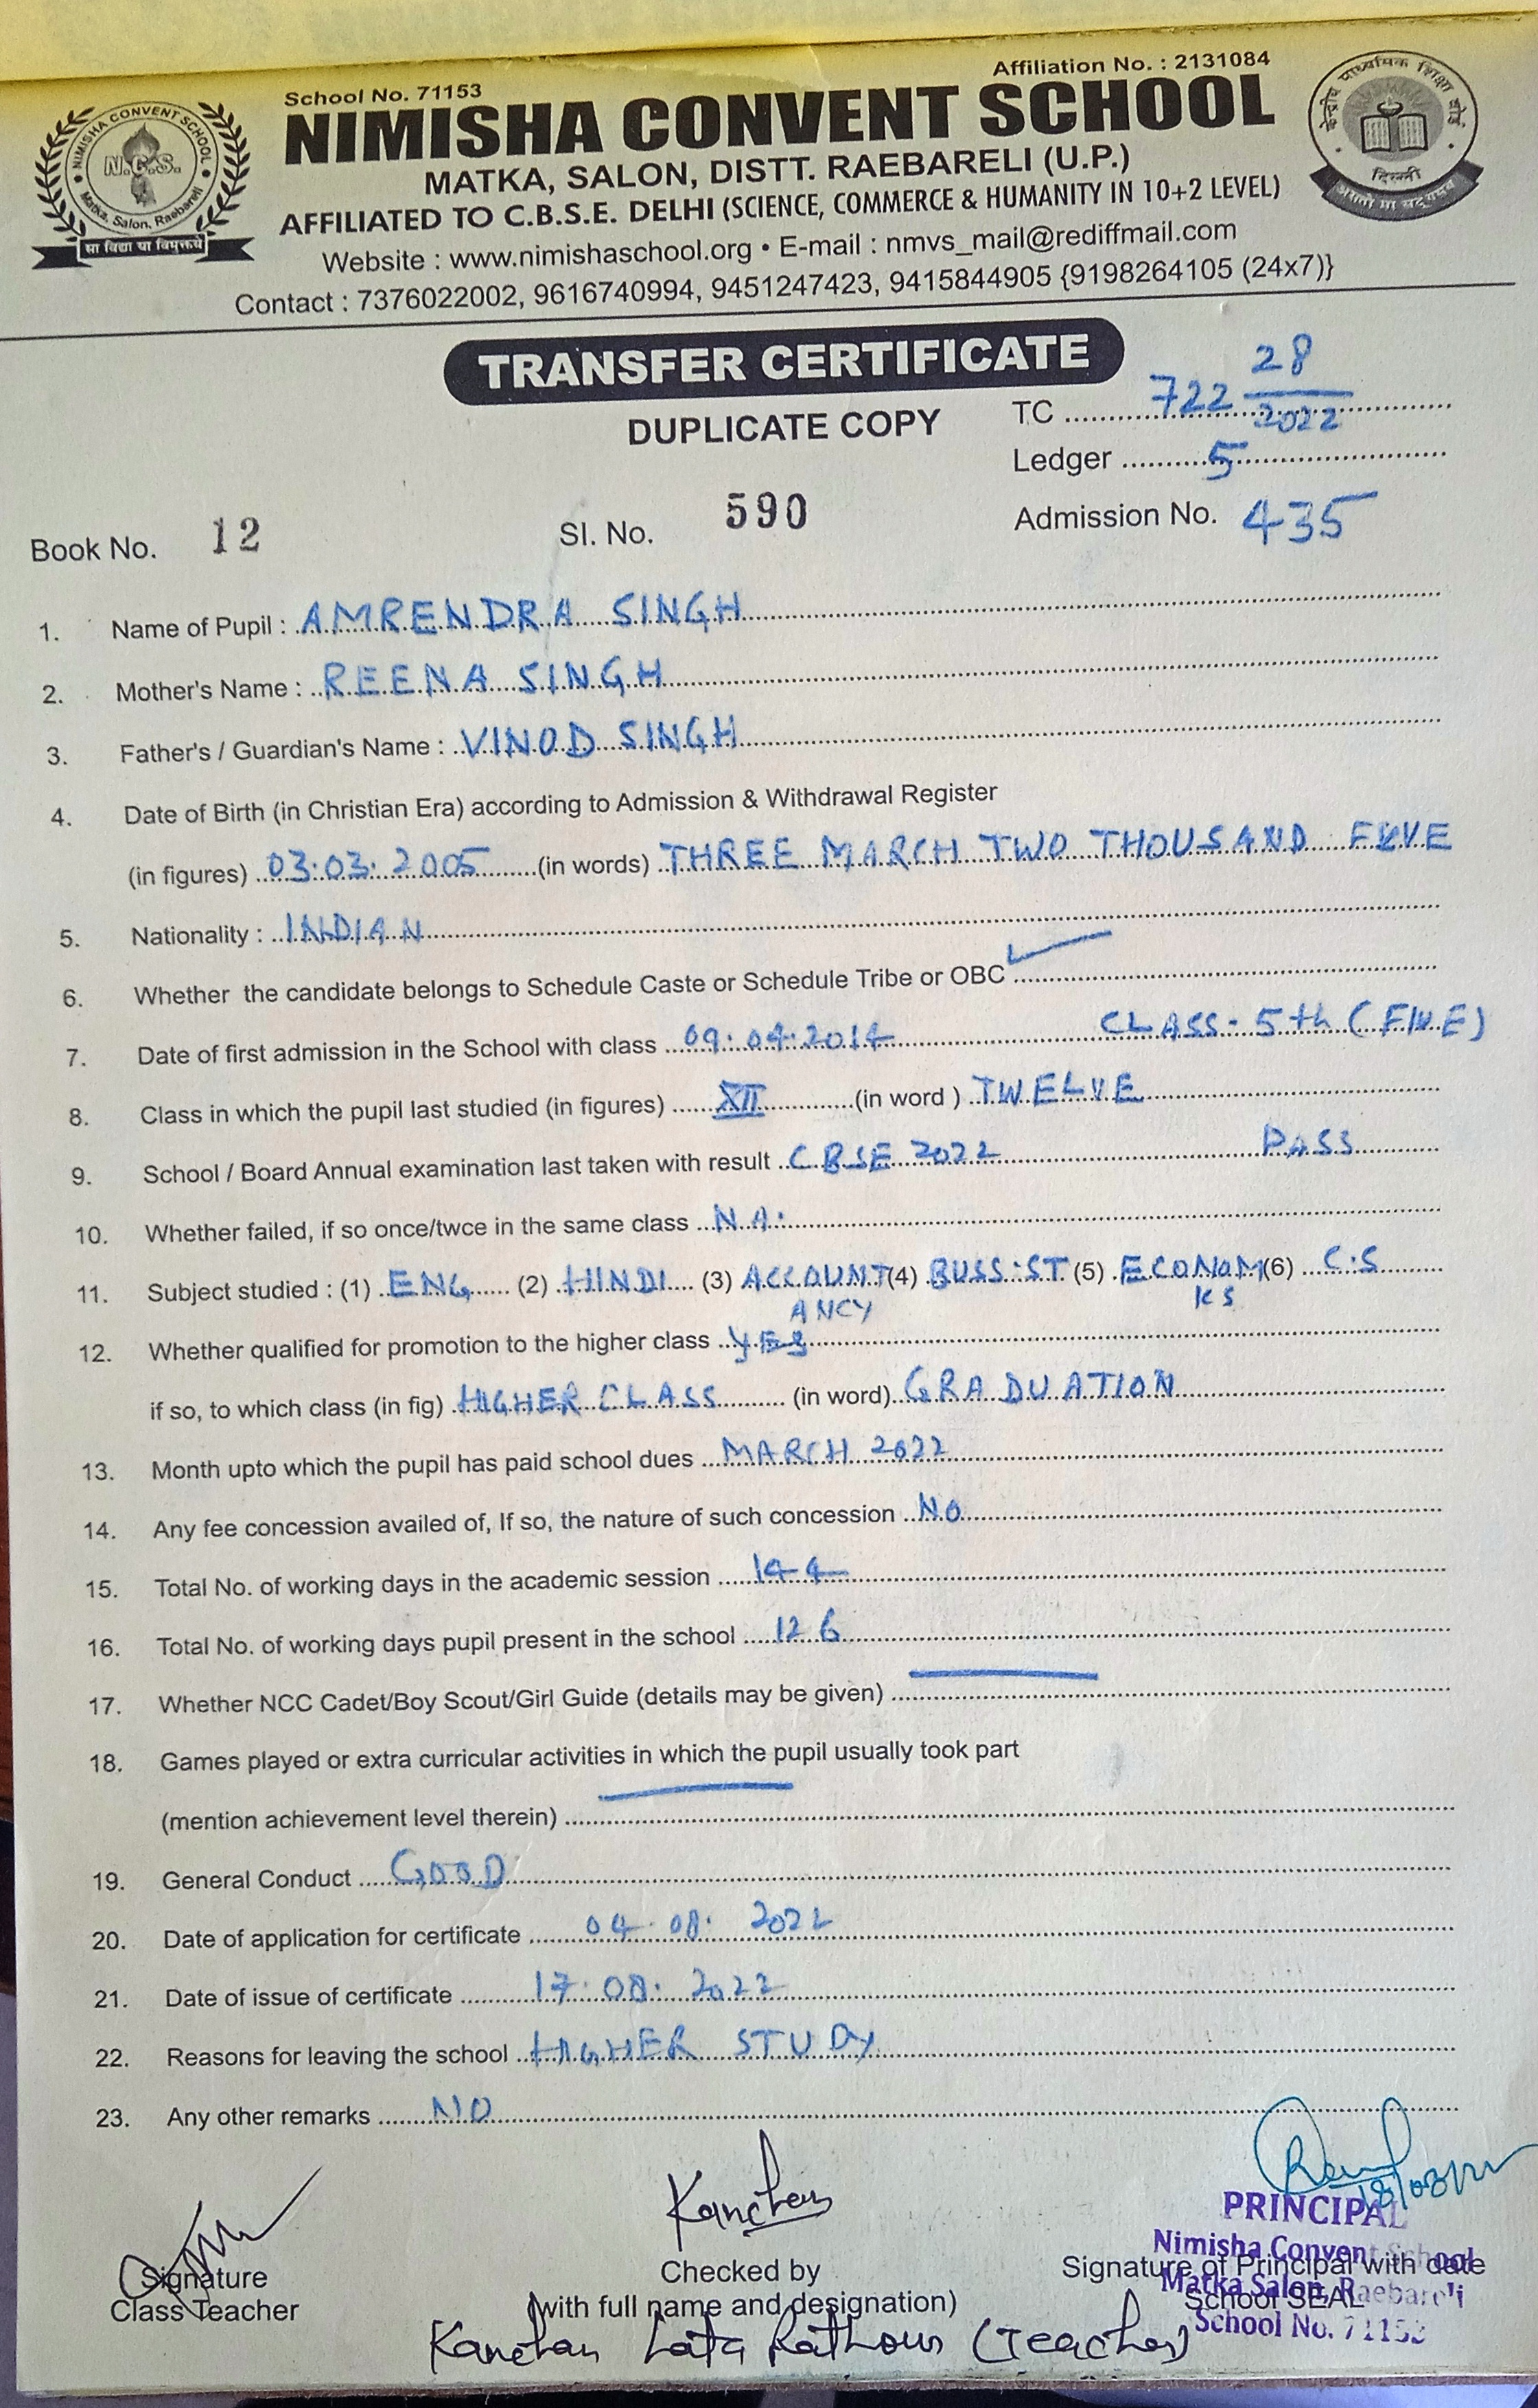 School No. 71153
Affiliation No. : 2131084
NIMISHA CONVENT SCHOOL
MATKA, SALON, DISTT. RAEBARELI (U.P.)
AFFILIATED TO C.B.S.E. DELHI (SCIENCE, COMMERCE & HUMANITY IN 10+2 LEVEL)
Website : www.nimishaschool.org • E-mail : nmvs_mail@rediffmail.com
Contact : 7376022002, 9616740994, 9451247423, 9415844905 {9198264105 (24x7)}
NIMISHA CONVENT SCHOOL
N.C.S.
Matka, Salon, Raebareli
सा विद्या या विमुक्तये
केन्द्रीय माध्यमिक शिक्षा बोर्ड
दिल्ली
असतो मा सद्गमय
TRANSFER CERTIFICATE
DUPLICATE COPY
TC 722 28/2022
Ledger 5
Book No. 12 Sl. No. 590 Admission No. 435
1. Name of Pupil : AMRENDRA SINGH
2. Mother's Name : REENA SINGH
3. Father's / Guardian's Name : VINOD SINGH
4. Date of Birth (in Christian Era) according to Admission & Withdrawal Register
(in figures) 03.03.2005 (in words) THREE MARCH TWO THOUSAND FIVE
5. Nationality : INDIAN
6. Whether the candidate belongs to Schedule Caste or Schedule Tribe or OBC
7. Date of first admission in the School with class 09.04.2014 CLASS - 5th (FIVE)
8. Class in which the pupil last studied (in figures) XII (in word ) TWELVE
9. School / Board Annual examination last taken with result CBSE 2022 PASS
10. Whether failed, if so once/twce in the same class N.A.
11. Subject studied : (1) ENG (2) HINDI (3) ACCOUNTANCY (4) BUSS.ST (5) ECONOMICS (6) C.S
12. Whether qualified for promotion to the higher class YES
if so, to which class (in fig) HIGHER CLASS (in word) GRADUATION
13. Month upto which the pupil has paid school dues MARCH 2022
14. Any fee concession availed of, If so, the nature of such concession NO
15. Total No. of working days in the academic session 144
16. Total No. of working days pupil present in the school 126
17. Whether NCC Cadet/Boy Scout/Girl Guide (details may be given)
18. Games played or extra curricular activities in which the pupil usually took part
(mention achievement level therein)
19. General Conduct GOOD
20. Date of application for certificate 04.08.2022
21. Date of issue of certificate 17.08.2022
22. Reasons for leaving the school HIGHER STUDY
23. Any other remarks NO
Kanchan
PRINCIPAL
Nimisha Convent School
Matka Salon, Raebareli
School No. 71153
Signature
Class Teacher
Checked by
(with full name and designation)
Signature of Principal with date
School SEAL
Kanchan Lata Rathour (Teacher)